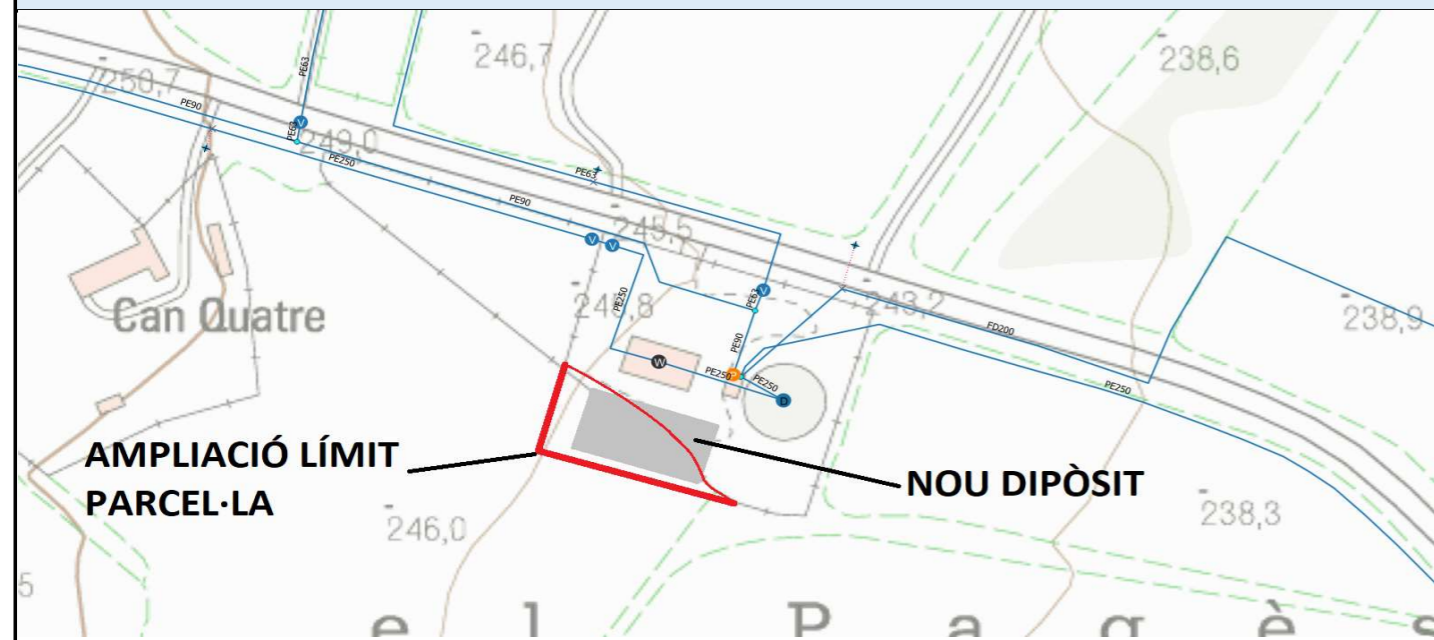 246,7
238,6
250,7
PE63
PE90
PE63
249,0
PE250
PE63
PE90
245,5
V
V
V
V
PE250
245,8
PE63
243,2
238,9
FD200
Can Quatre
W
PE90
PE250
PE250
D
PE250
AMPLIACIÓ LÍMIT
PARCEL·LA
NOU DIPÒSIT
246,0
238,3
5
e l P a g è s